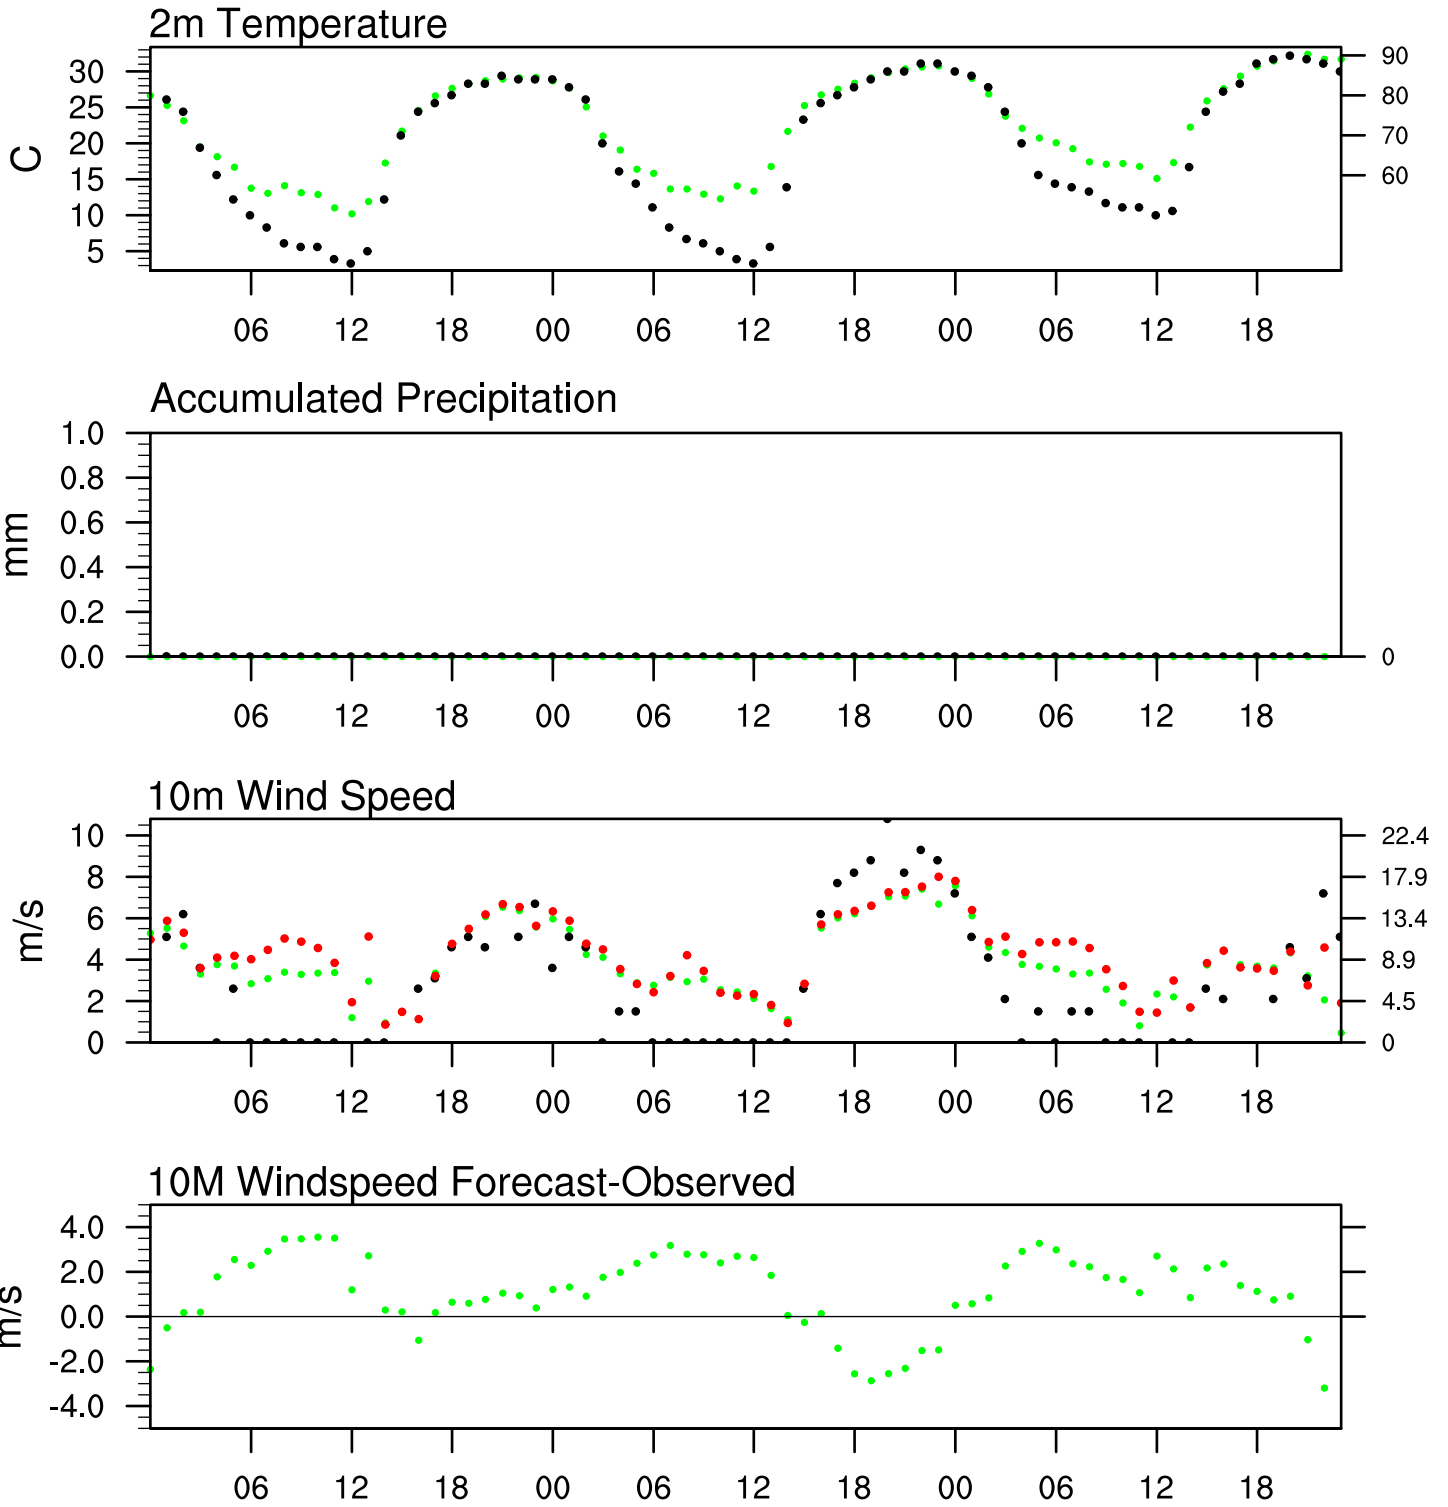 2m Temperature
30
25
20
15
10
5
C
90
80
70
60
06 12 18 00 06 12 18 00 06 12 18
Accumulated Precipitation
1.0
0.8
0.6
0.4
0.2
0.0
mm
0
06 12 18 00 06 12 18 00 06 12 18
10m Wind Speed
10
8
6
4
2
0
m/s
22.4
17.9
13.4
8.9
4.5
0
06 12 18 00 06 12 18 00 06 12 18
10M Windspeed Forecast-Observed
4.0
2.0
0.0
-2.0
-4.0
m/s
06 12 18 00 06 12 18 00 06 12 18